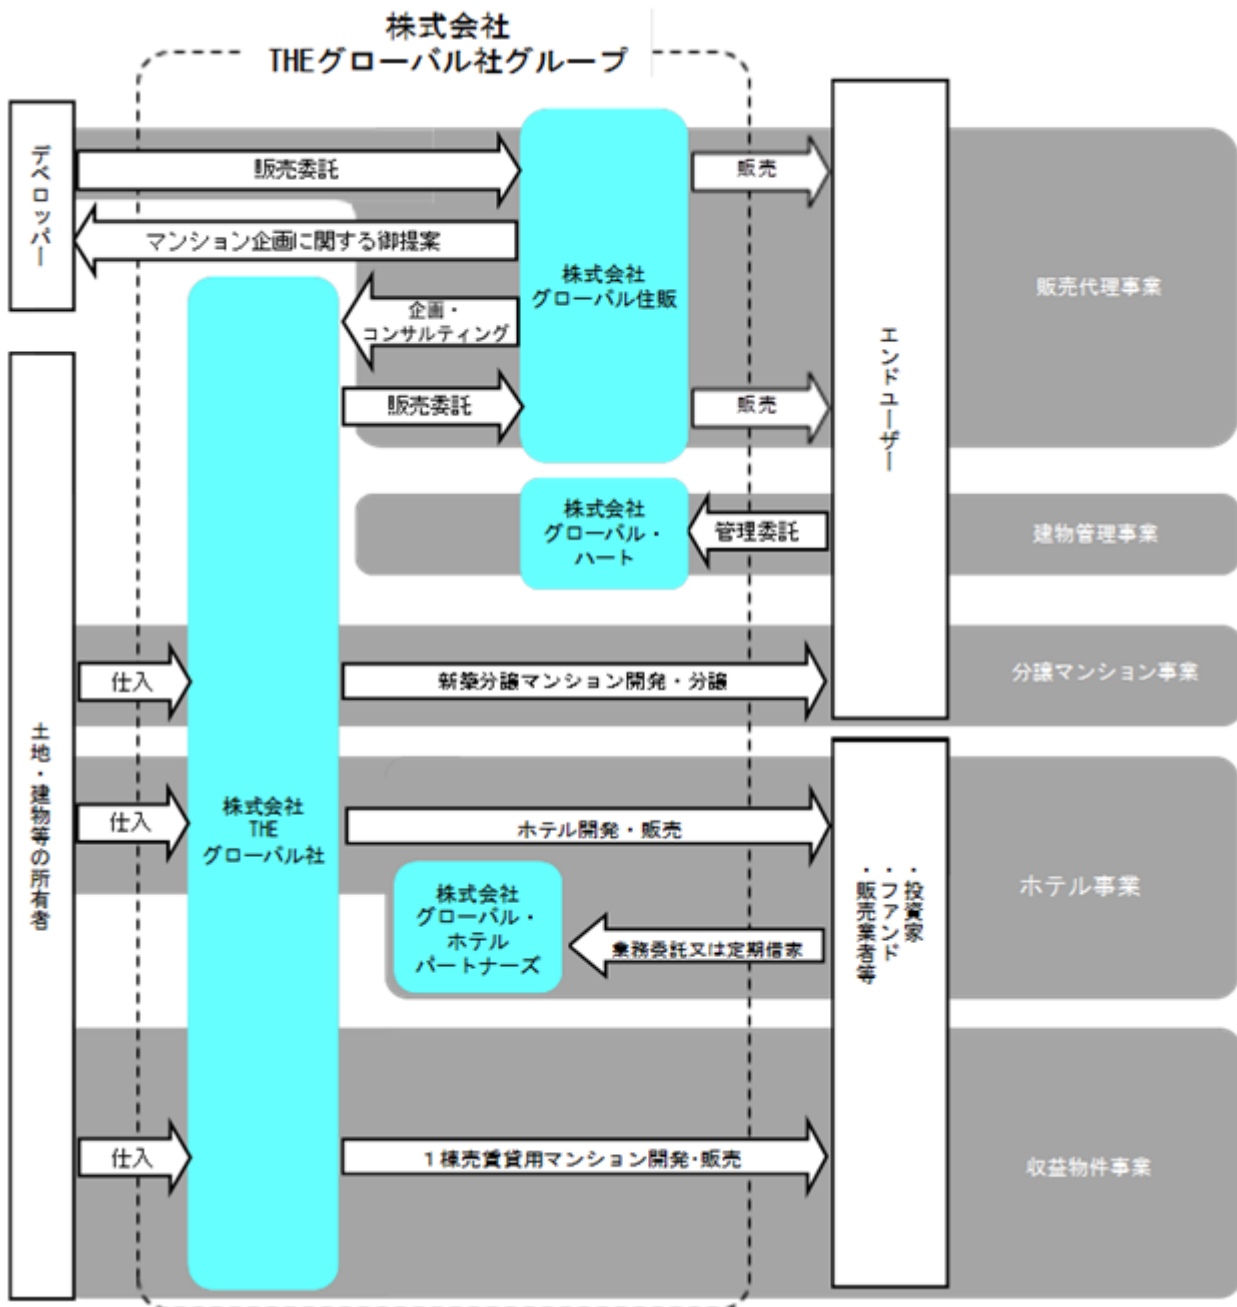 株式会社
THEグローバル社グループ
デベロッパー
販売委託
販売
マンション企画に関する御提案
株式会社
グローバル住販
企画・
コンサルティング
販売委託
販売
エンドユーザー
販売代理事業
株式会社
グローバル・
ハート
管理委託
建物管理事業
仕入
新築分譲マンション開発・分譲
分譲マンション事業
土地・建物等の所有者
仕入
株式会社
THE
グローバル社
ホテル開発・販売
株式会社
グローバル・
ホテル
パートナーズ
業務委託又は定期借家
・投資家
・ファンド
・販売業者等
ホテル事業
仕入
1棟売賃貸用マンション開発・販売
収益物件事業